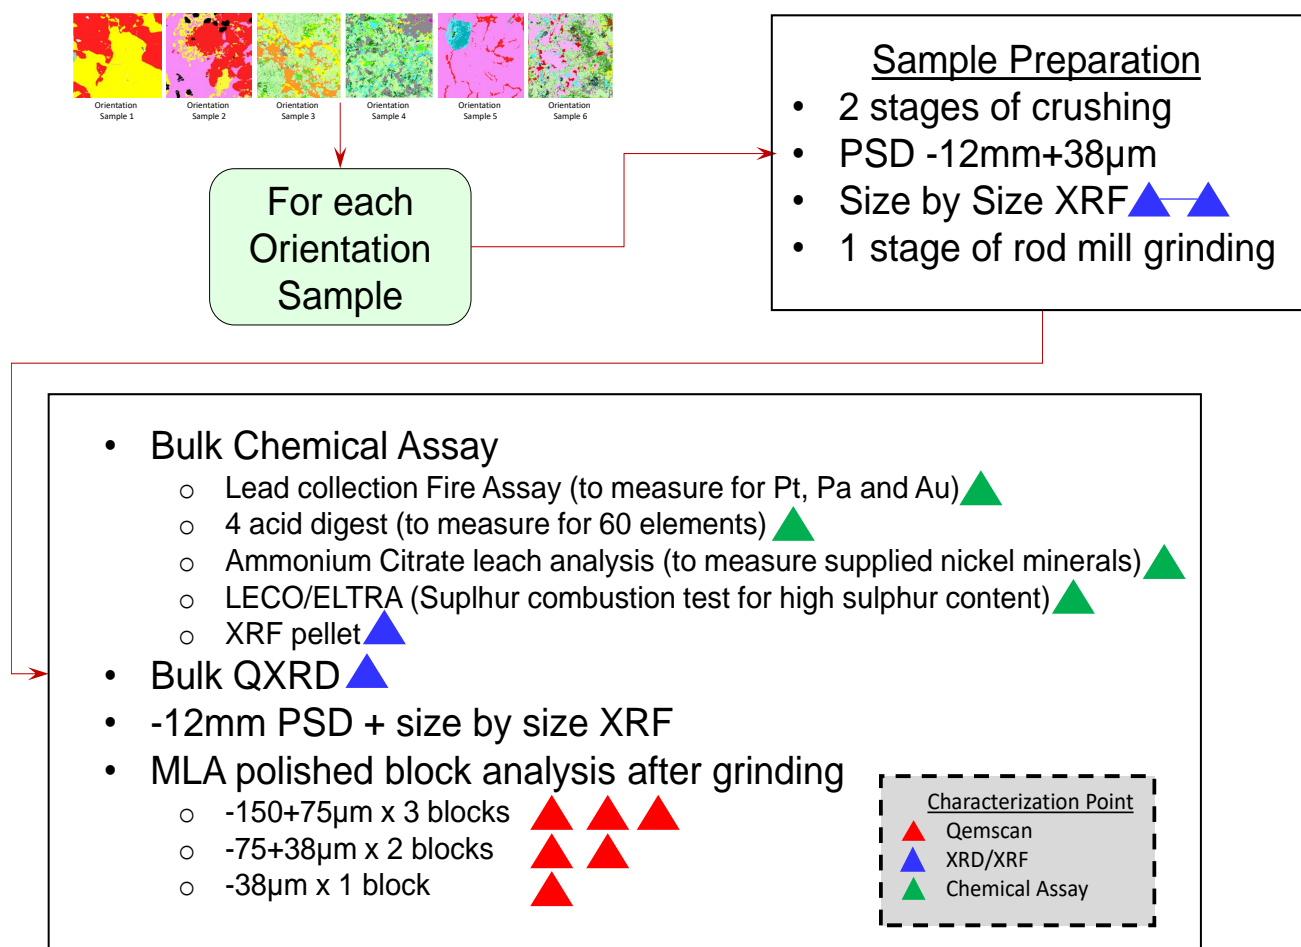 Orientation
Sample 1
Orientation
Sample 2
Orientation
Sample 3
Orientation
Sample 4
Orientation
Sample 5
Orientation
Sample 6
For each
Orientation
Sample
Sample Preparation
• 2 stages of crushing
• PSD -12mm+38µm
• Size by Size XRF
• 1 stage of rod mill grinding
• Bulk Chemical Assay
o Lead collection Fire Assay (to measure for Pt, Pa and Au)
o 4 acid digest (to measure for 60 elements)
o Ammonium Citrate leach analysis (to measure supplied nickel minerals)
o LECO/ELTRA (Suplhur combustion test for high sulphur content)
o XRF pellet
• Bulk QXRD
• -12mm PSD + size by size XRF
• MLA polished block analysis after grinding
o -150+75µm x 3 blocks
o -75+38µm x 2 blocks
o -38µm x 1 block
Characterization Point
Qemscan
XRD/XRF
Chemical Assay